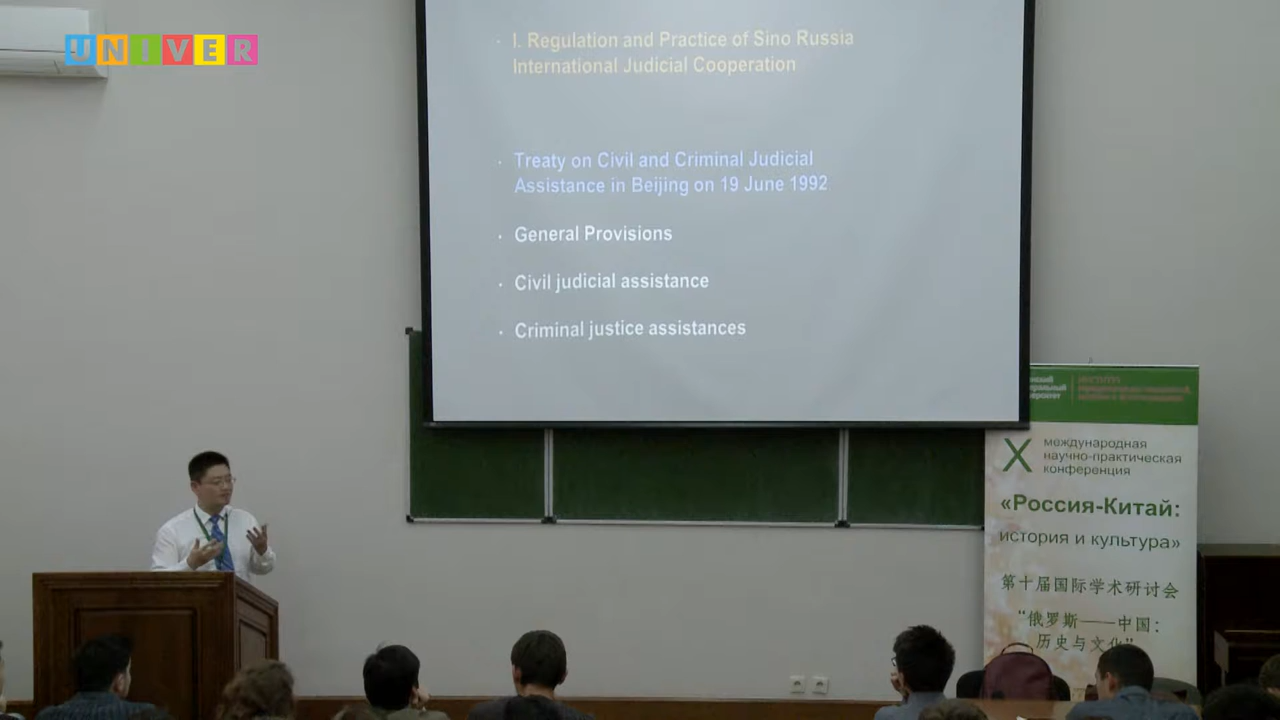 UNIVER
I. Regulation and Practice of Sino Russia
International Judicial Cooperation
Treaty on Civil and Criminal Judicial
Assistance in Beijing on 19 June 1992
General Provisions
Civil judicial assistance
Criminal justice assistances
ИНСТИТУТ
X
международная
научно-практическая
конференция
«Россия-Китай:
история и культура»
第十届国际学术研讨会
“俄罗斯——中国：
历史与文化”